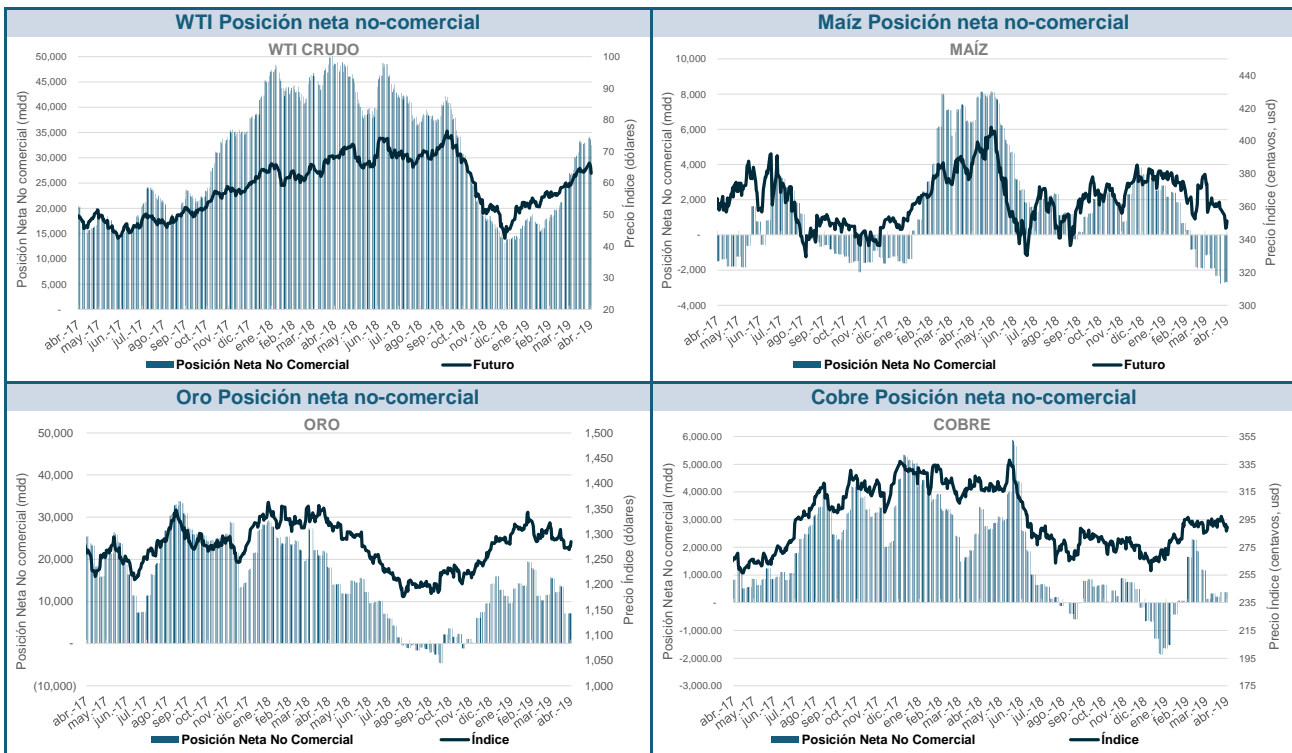 WTI Posición neta no-comercial
WTI CRUDO
Posición Neta No comercial (mdd)
50,000
45,000
40,000
35,000
30,000
25,000
20,000
15,000
10,000
5,000
-
100
90
80
70
60
50
40
30
20
Precio Índice (dólares)
abr.-17
may.-17
jun.-17
jul.-17
ago.-17
sep.-17
oct.-17
nov.-17
dic.-17
ene.-18
feb.-18
mar.-18
abr.-18
may.-18
jun.-18
jul.-18
ago.-18
sep.-18
oct.-18
nov.-18
dic.-18
ene.-19
feb.-19
mar.-19
abr.-19
Posición Neta No Comercial
Futuro
Maíz Posición neta no-comercial
MAÍZ
Posición Neta No comercial (mdd)
10,000
8,000
6,000
4,000
2,000
-
-2,000
-4,000
440
420
400
380
360
340
320
300
Precio Índice (centavos, usd)
abr.-17
may.-17
jun.-17
jul.-17
ago.-17
sep.-17
oct.-17
nov.-17
dic.-17
ene.-18
feb.-18
mar.-18
abr.-18
may.-18
jun.-18
jul.-18
ago.-18
sep.-18
oct.-18
nov.-18
dic.-18
ene.-19
feb.-19
mar.-19
abr.-19
Posición Neta No Comercial
Futuro
Oro Posición neta no-comercial
ORO
Posición Neta No comercial (mdd)
50,000
40,000
30,000
20,000
10,000
-
(10,000)
1,500
1,450
1,400
1,350
1,300
1,250
1,200
1,150
1,100
1,050
1,000
Precio Índice (dólares)
abr.-17
may.-17
jun.-17
jul.-17
ago.-17
sep.-17
oct.-17
nov.-17
dic.-17
ene.-18
feb.-18
mar.-18
abr.-18
may.-18
jun.-18
jul.-18
ago.-18
sep.-18
oct.-18
nov.-18
dic.-18
ene.-19
feb.-19
mar.-19
abr.-19
Posición Neta No Comercial
Índice
Cobre Posición neta no-comercial
COBRE
Posición Neta No comercial (mdd)
6,000.00
5,000.00
4,000.00
3,000.00
2,000.00
1,000.00
-
-1,000.00
-2,000.00
-3,000.00
355
335
315
295
275
255
235
215
195
175
Precio Índice (centavos, usd)
abr.-17
may.-17
jun.-17
jul.-17
ago.-17
sep.-17
oct.-17
nov.-17
dic.-17
ene.-18
feb.-18
mar.-18
abr.-18
may.-18
jun.-18
jul.-18
ago.-18
sep.-18
oct.-18
nov.-18
dic.-18
ene.-19
feb.-19
mar.-19
abr.-19
Posición Neta No Comercial
Índice